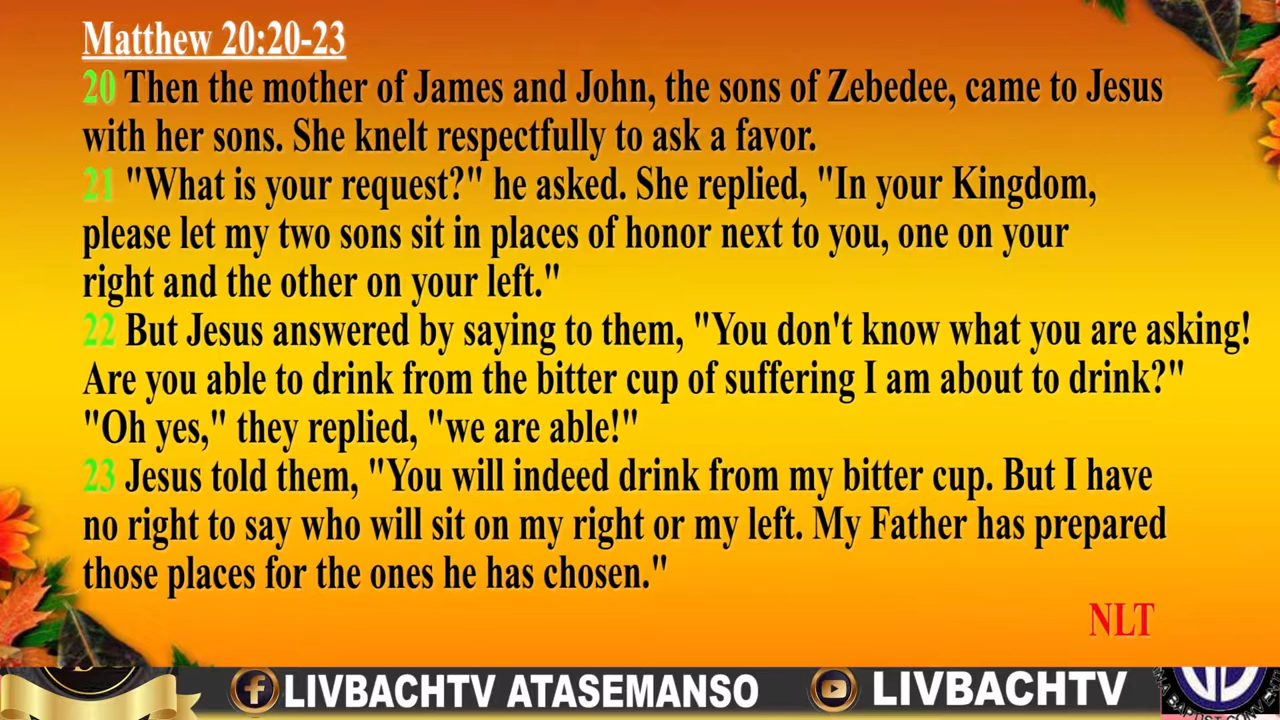 Matthew 20:20-23
20 Then the mother of James and John, the sons of Zebedee, came to Jesus
with her sons. She knelt respectfully to ask a favor.
21 "What is your request?" he asked. She replied, "In your Kingdom,
please let my two sons sit in places of honor next to you, one on your
right and the other on your left."
22 But Jesus answered by saying to them, "You don't know what you are asking!
Are you able to drink from the bitter cup of suffering I am about to drink?"
"Oh yes," they replied, "we are able!"
23 Jesus told them, "You will indeed drink from my bitter cup. But I have
no right to say who will sit on my right or my left. My Father has prepared
those places for the ones he has chosen."
NLT
LIVBACHTV ATASEMANSO
LIVBACHTV